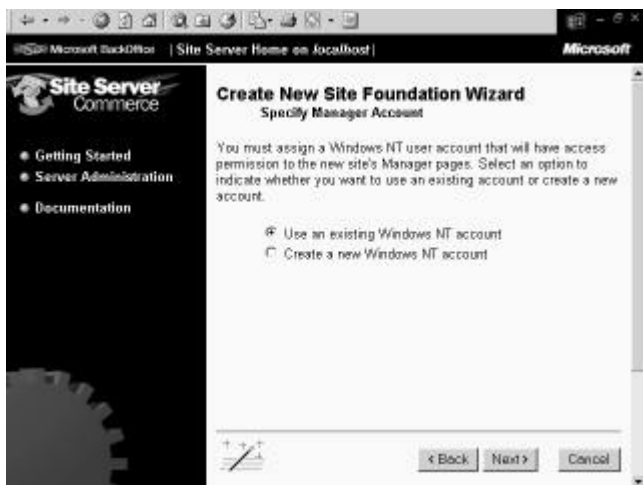 Microsoft BackOffice | Site Server Home on localhost | Microsoft
Site Server
Commerce
Getting Started
Server Administration
Documentation
Create New Site Foundation Wizard
Specify Manager Account
You must assign a Windows NT user account that will have access
permission to the new site's Manager pages. Select an option to
indicate whether you want to use an existing account or create a new
account.
Use an existing Windows NT account
Create a new Windows NT account
< Back Next > Cancel